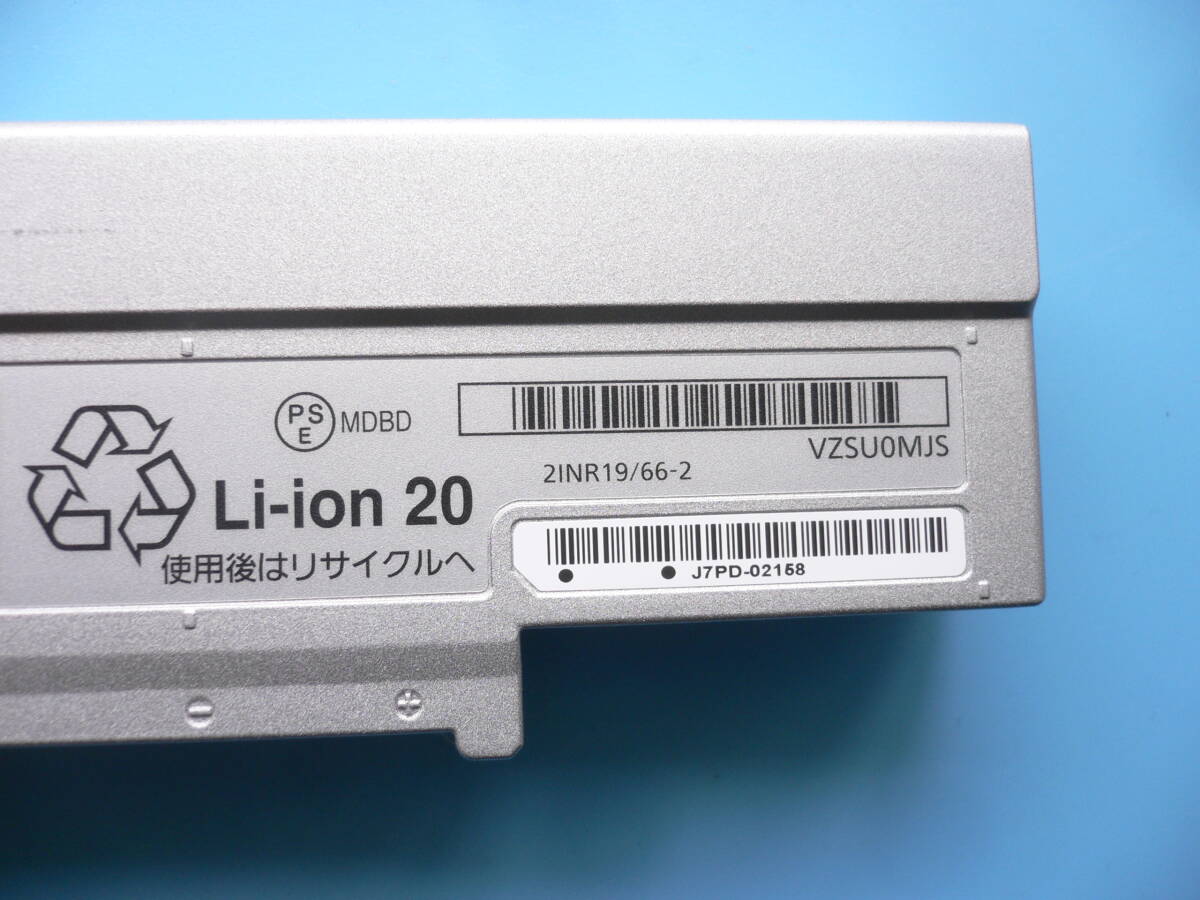 PS
E
MDBD
VZSU0MJS
2INR19/66-2
Li-ion 20
使用後はリサイクルへ
J7PD-02158